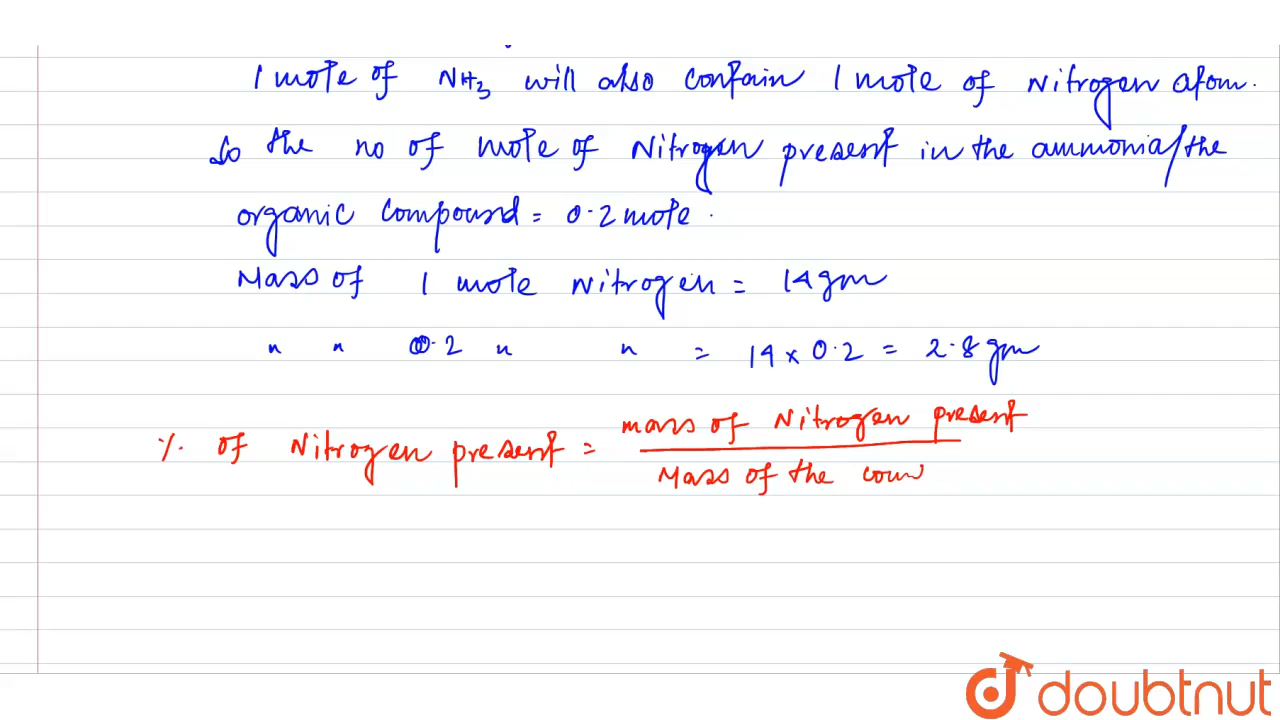 1 mole of NH3 will also contain 1 mole of Nitrogen atom.
So the no of mole of Nitrogen present in the ammonia/the
organic compound = 0.2 mole.
Mass of 1 mole nitrogen = 14gm
" " 0.2 " " = 14 x 0.2 = 2.8 gm
% of Nitrogen present = mass of Nitrogen present
Mass of the com
doubtnut